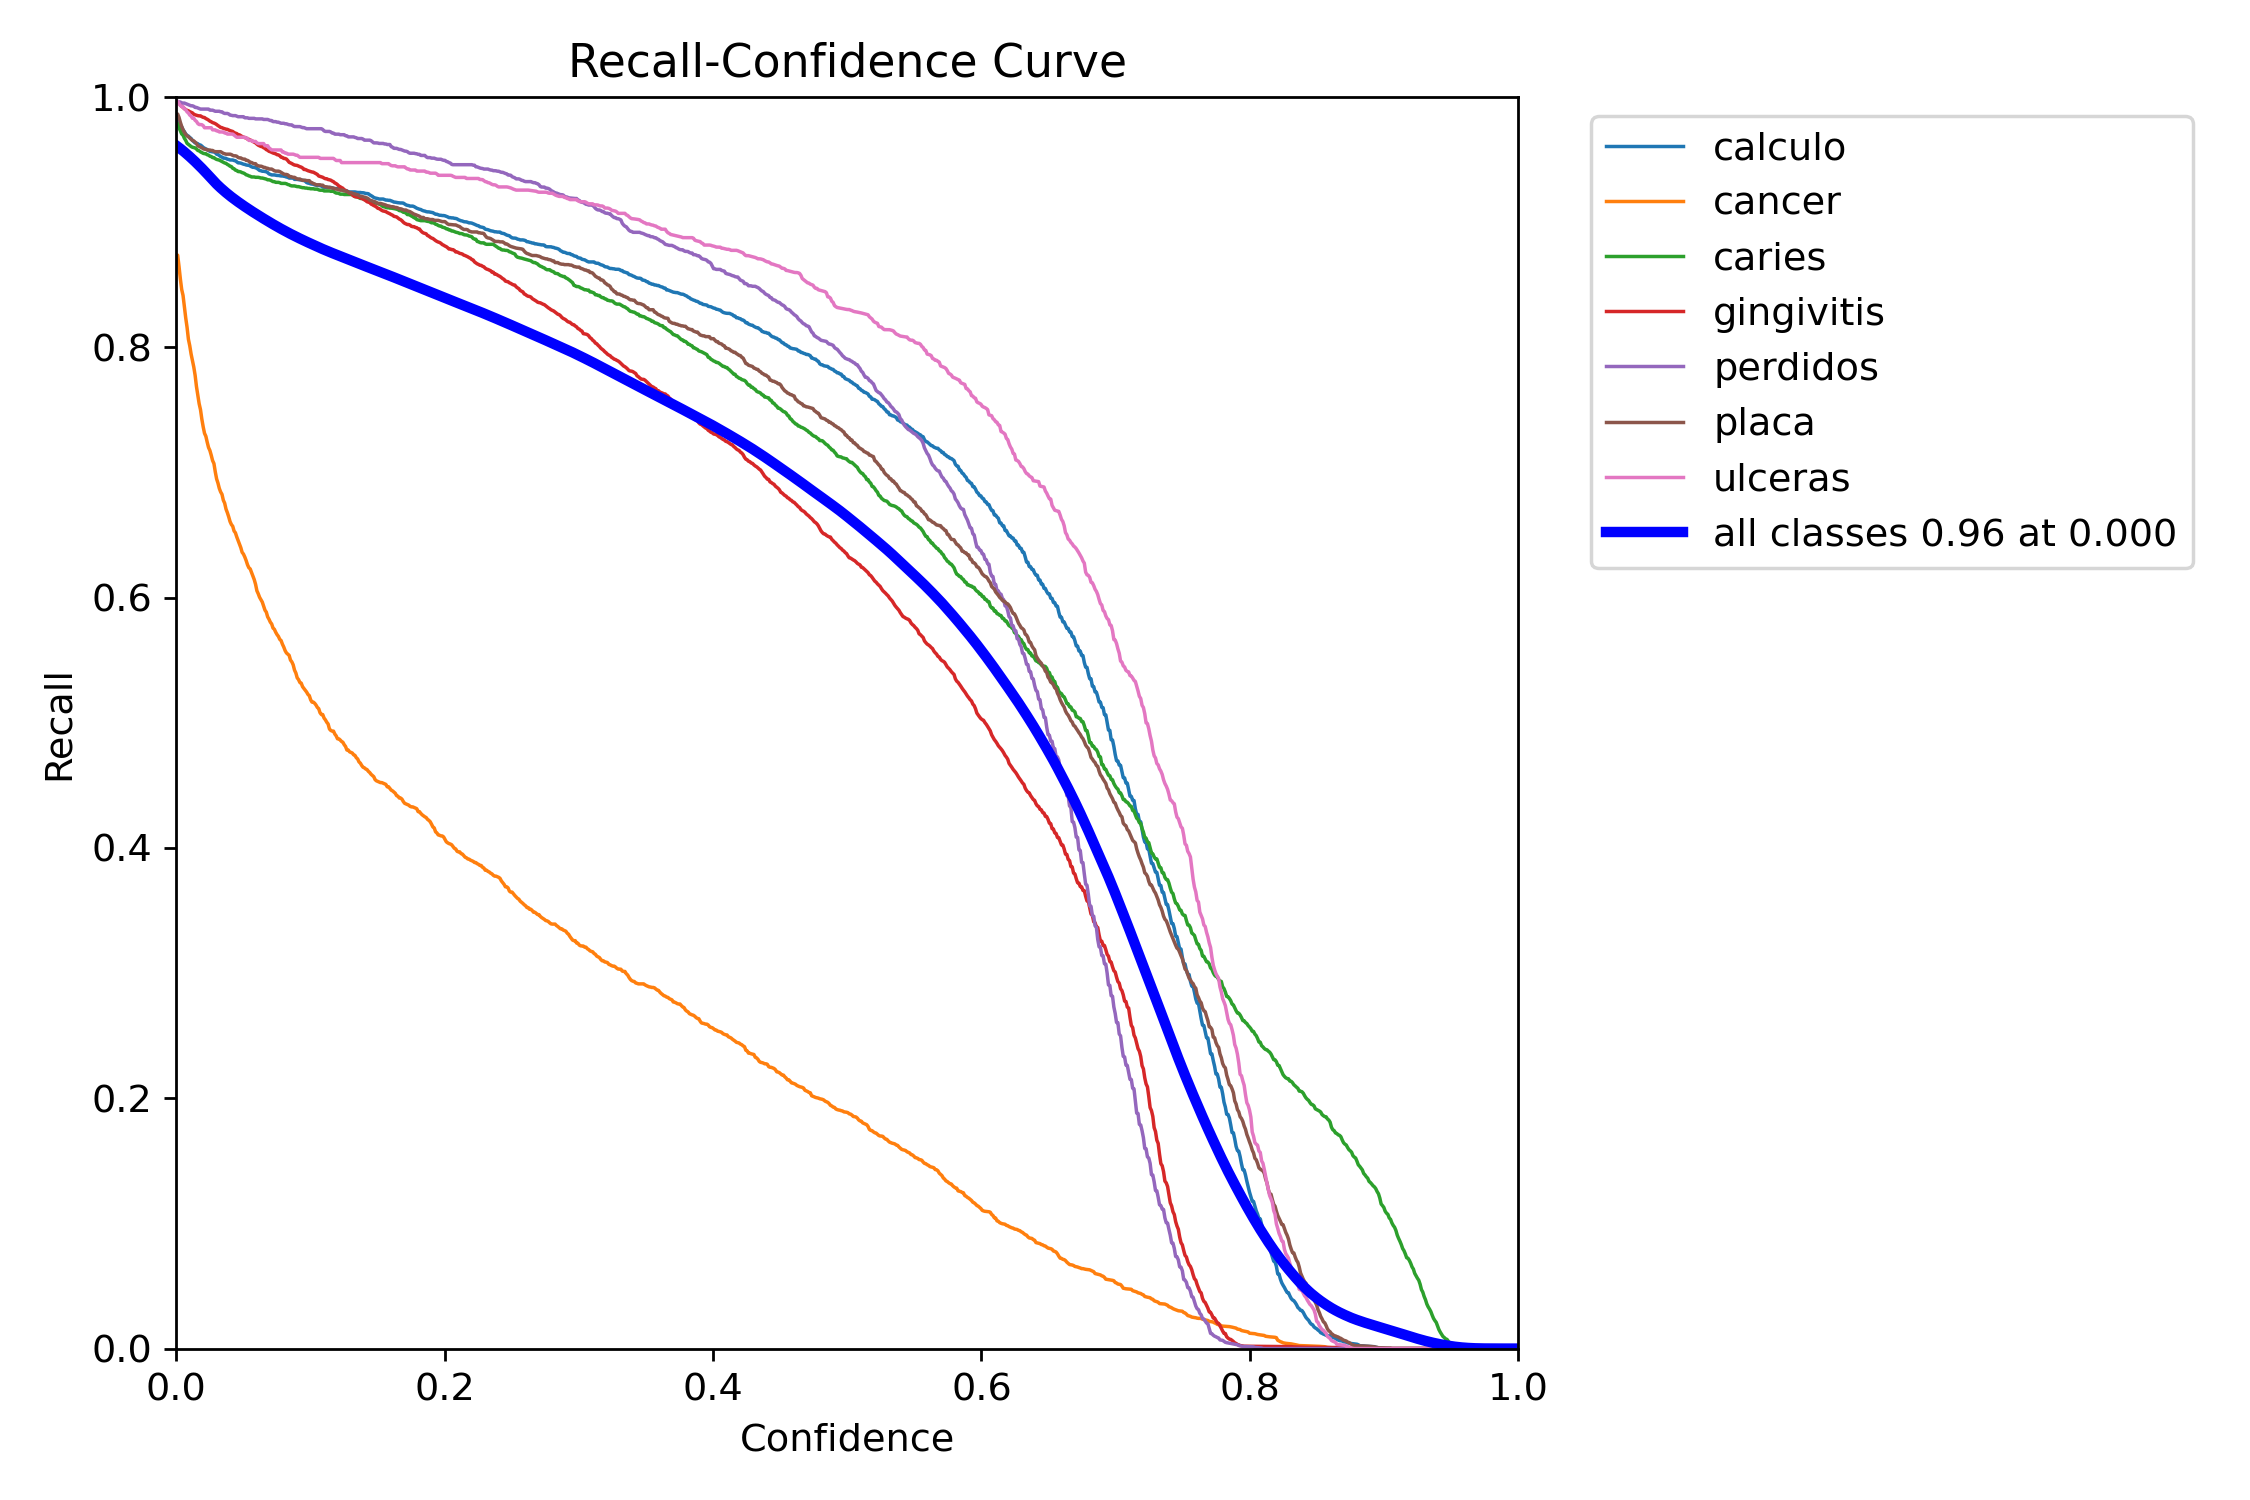 Recall-Confidence Curve
1.0
0.8
0.6
0.4
0.2
0.0
Recall
0.0 0.2 0.4 0.6 0.8 1.0
Confidence
calculo
cancer
caries
gingivitis
perdidos
placa
ulceras
all classes 0.96 at 0.000